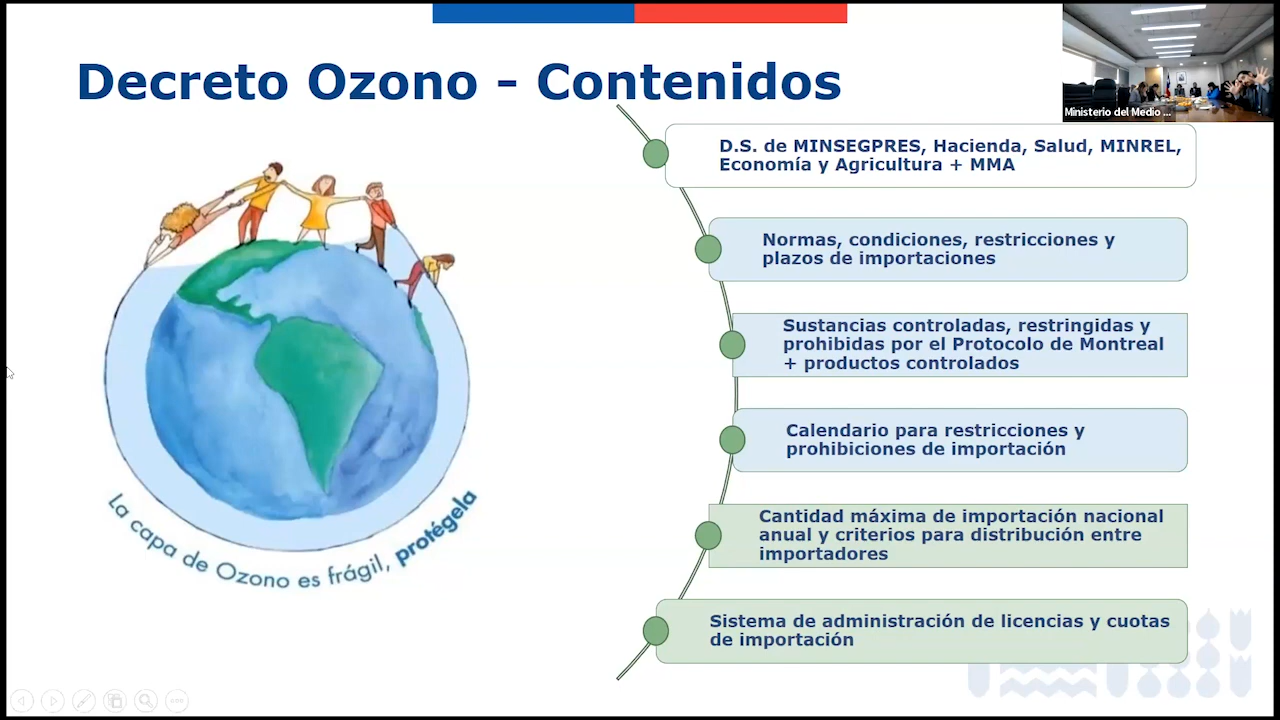 Decreto Ozono - Contenidos
Ministerio del Medio ...
D.S. de MINSEGPRES, Hacienda, Salud, MINREL,
Economía y Agricultura + MMA
Normas, condiciones, restricciones y
plazos de importaciones
Sustancias controladas, restringidas y
prohibidas por el Protocolo de Montreal
+ productos controlados
Calendario para restricciones y
prohibiciones de importación
Cantidad máxima de importación nacional
anual y criterios para distribución entre
importadores
Sistema de administración de licencias y cuotas
de importación
La capa de Ozono es frágil, protégela